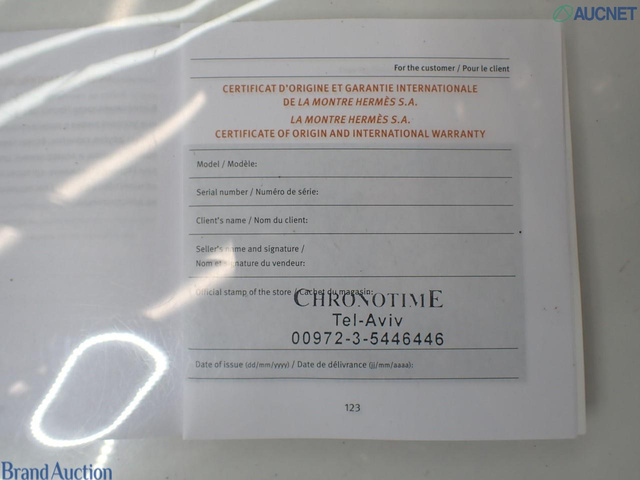 AUCNET
For the customer / Pour le client
CERTIFICAT D'ORIGINE ET GARANTIE INTERNATIONALE
DE LA MONTRE HERMÈS S.A.
LA MONTRE HERMÈS S.A.
CERTIFICATE OF ORIGIN AND INTERNATIONAL WARRANTY
Model / Modèle:
Serial number / Numéro de série:
Client's name / Nom du client:
Seller's name and signature /
Nom et signature du vendeur:
Official stamp of the store / Cachet du magasin:
CHRONOTIME
Tel-Aviv
00972-3-5446446
Date of issue (dd/mm/yyyy) / Date de délivrance (jj/mm/aaaa):
123
Brand Auction